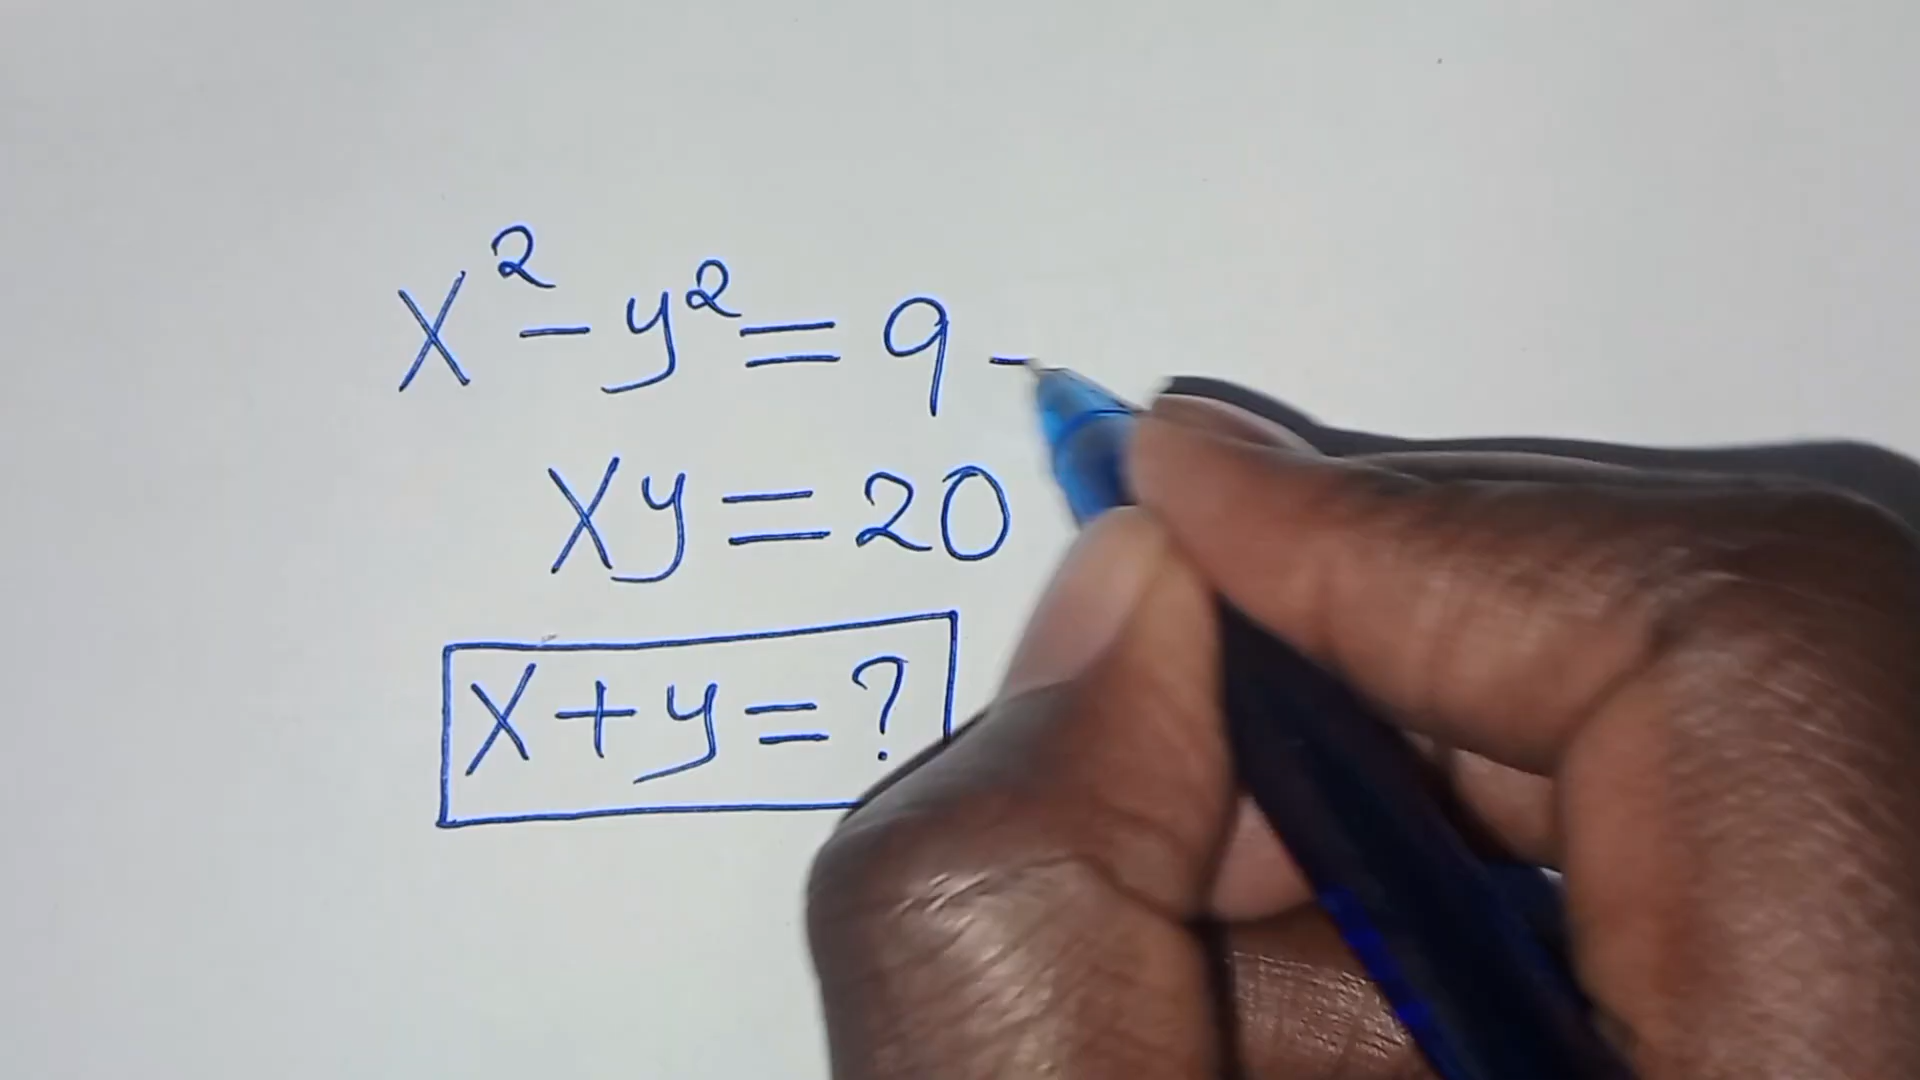 x² - y² = 9 -
xy = 20
x + y = ?